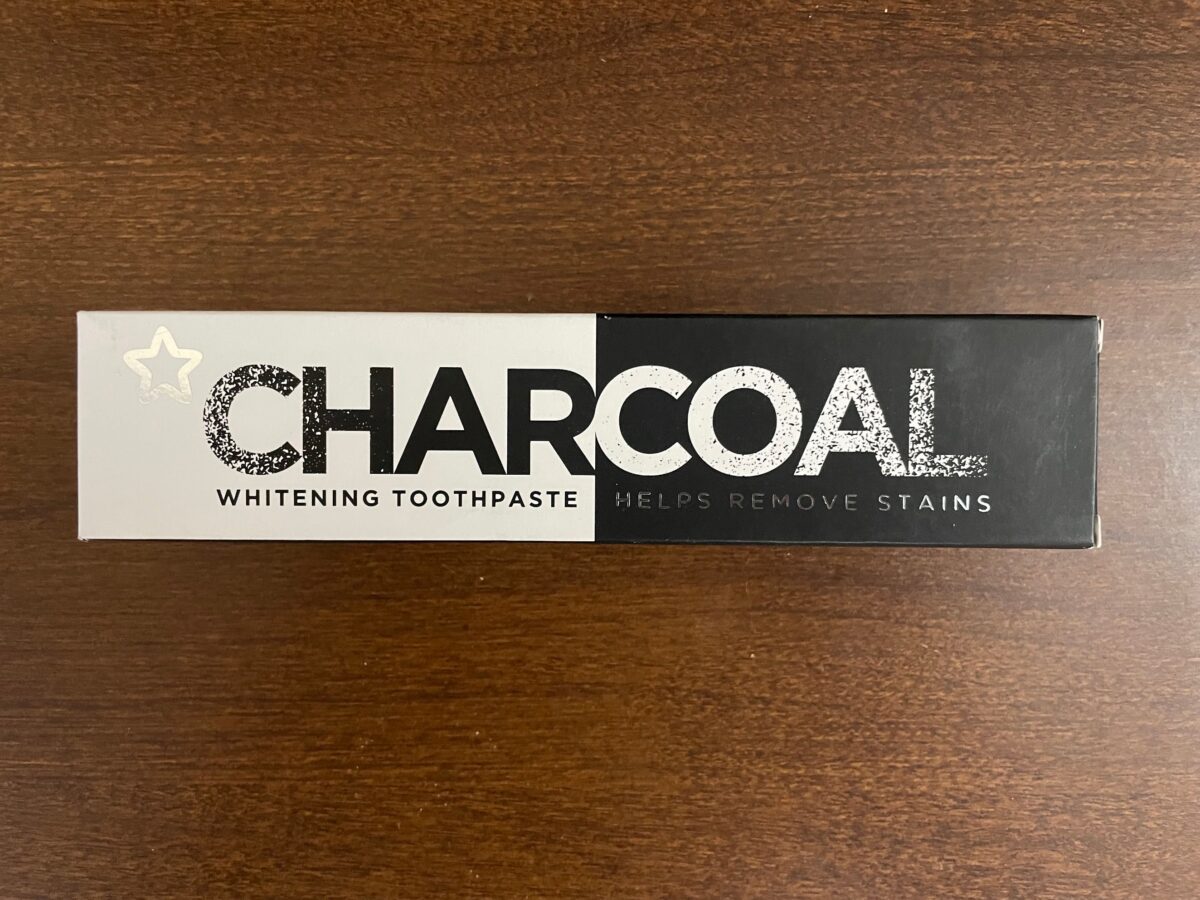 CHARCOAL
WHITENING TOOTHPASTE HELPS REMOVE STAINS